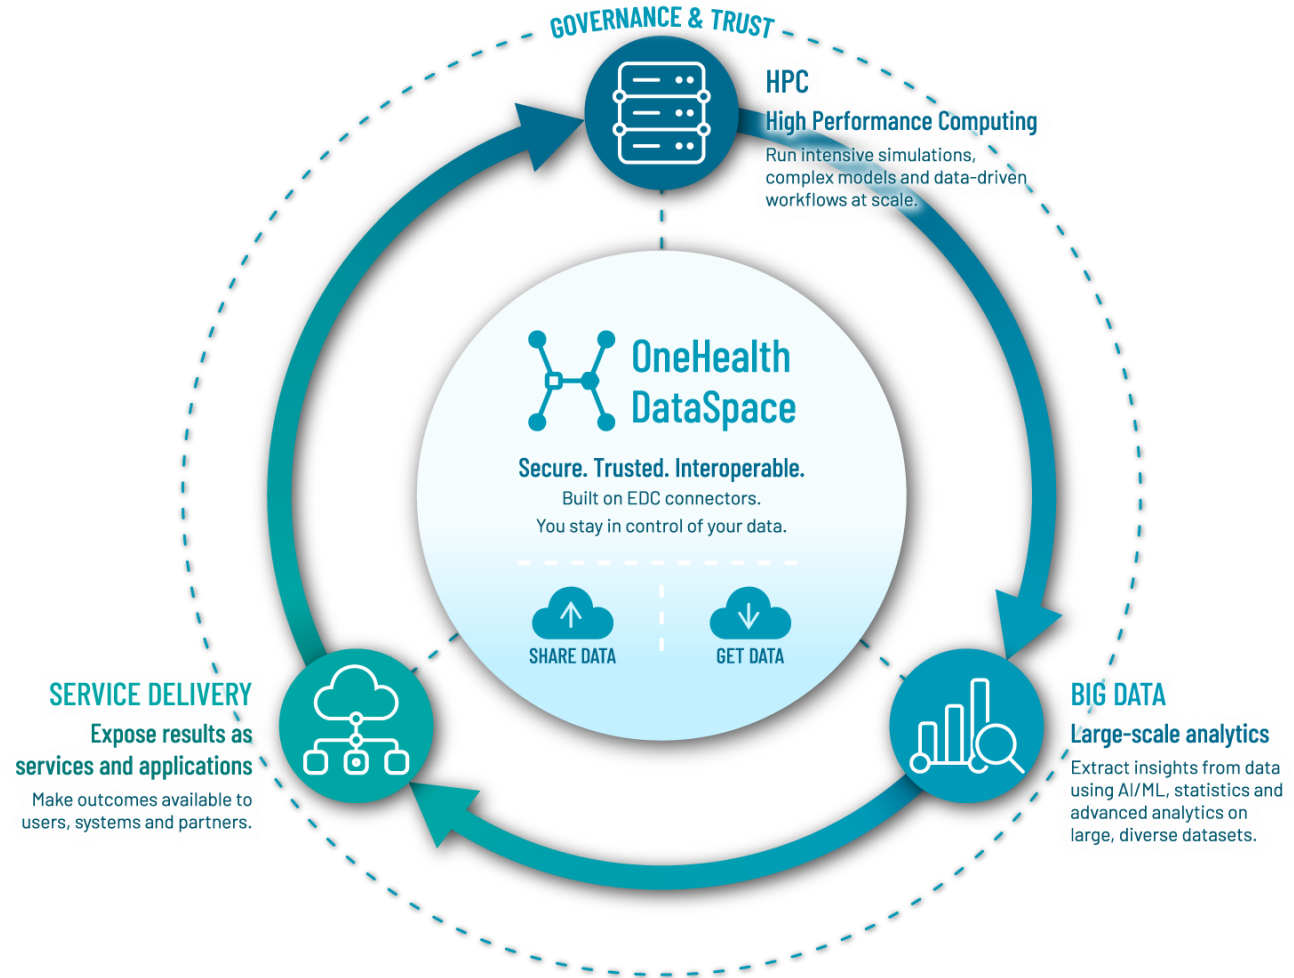 GOVERNANCE & TRUST
HPC
High Performance Computing
Run intensive simulations,
complex models and data-driven
workflows at scale.
OneHealth
DataSpace
Secure. Trusted. Interoperable.
Built on EDC connectors.
You stay in control of your data.
SHARE DATA
GET DATA
SERVICE DELIVERY
Expose results as
services and applications
Make outcomes available to
users, systems and partners.
BIG DATA
Large-scale analytics
Extract insights from data
using AI/ML, statistics and
advanced analytics on
large, diverse datasets.